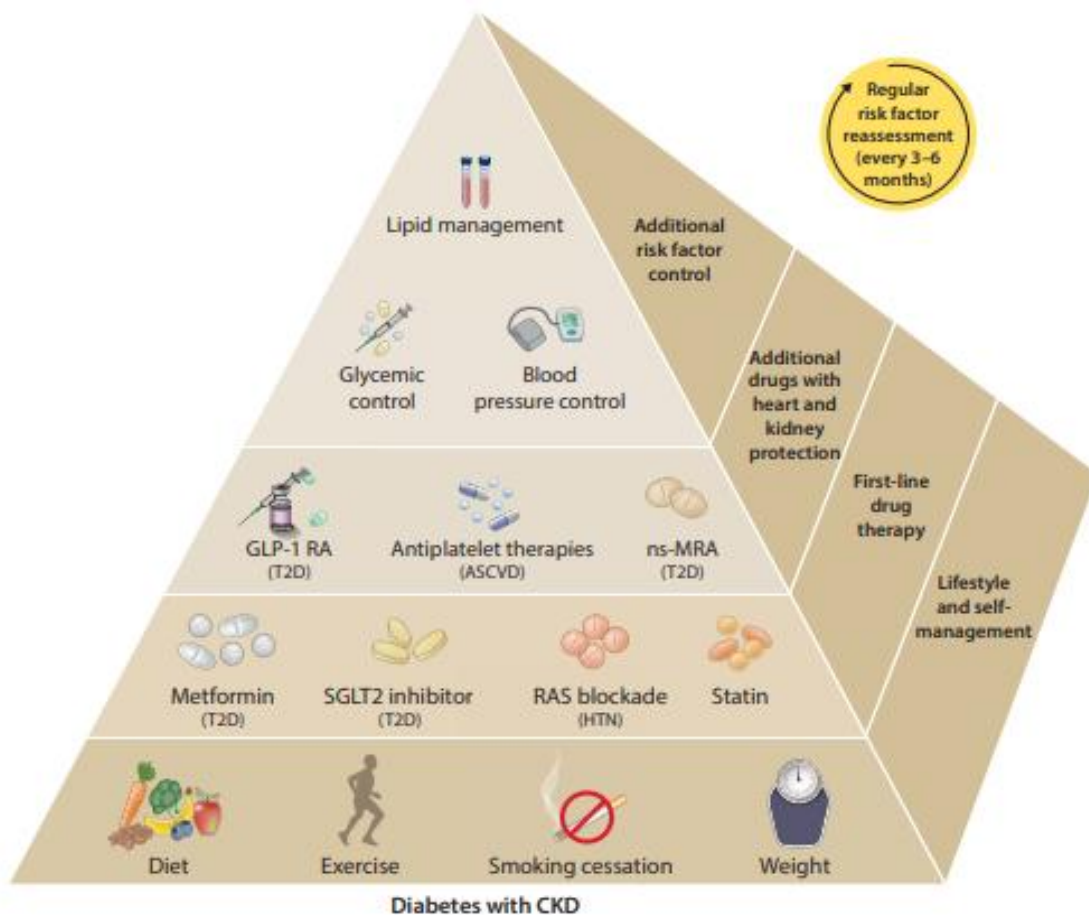 Regular
risk factor
reassessment
(every 3–6
months)
Lipid management
Additional
risk factor
control
Glycemic
control
Blood
pressure control
Additional
drugs with
heart and
kidney
protection
GLP-1 RA
(T2D)
Antiplatelet therapies
(ASCVD)
ns-MRA
(T2D)
First-line
drug
therapy
Metformin
(T2D)
SGLT2 inhibitor
(T2D)
RAS blockade
(HTN)
Statin
Lifestyle
and self-
management
Diet
Exercise
Smoking cessation
Weight
Diabetes with CKD